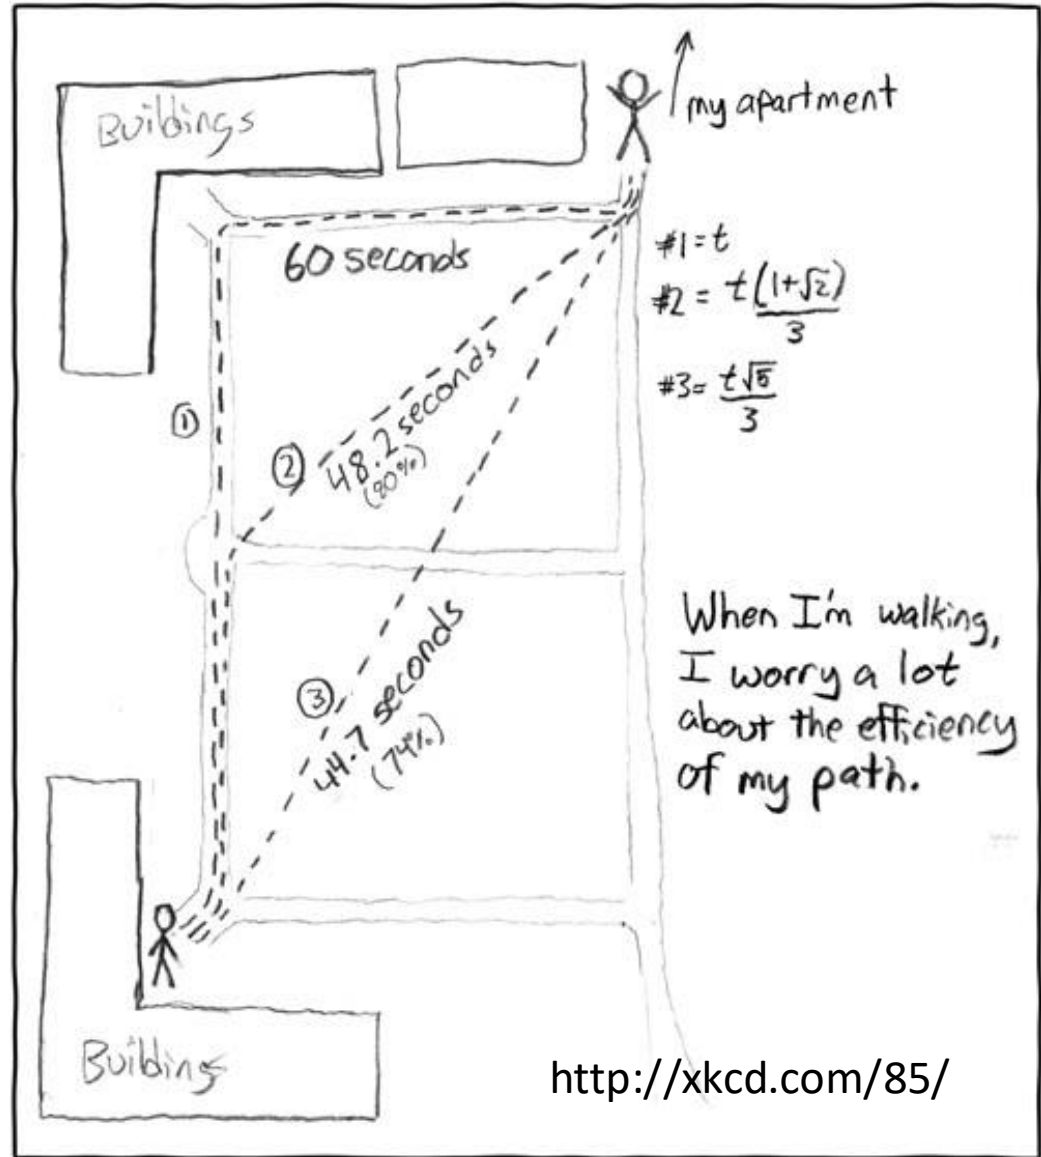 Buildings
my apartment
60 seconds
#1 = t
#2 = t(1+√2)
3
#3 = t√5
3
①
②
48.2 seconds
(80%)
③
44.7 seconds
(74%)
When I'm walking,
I worry a lot
about the efficiency
of my path.
Buildings
http://xkcd.com/85/